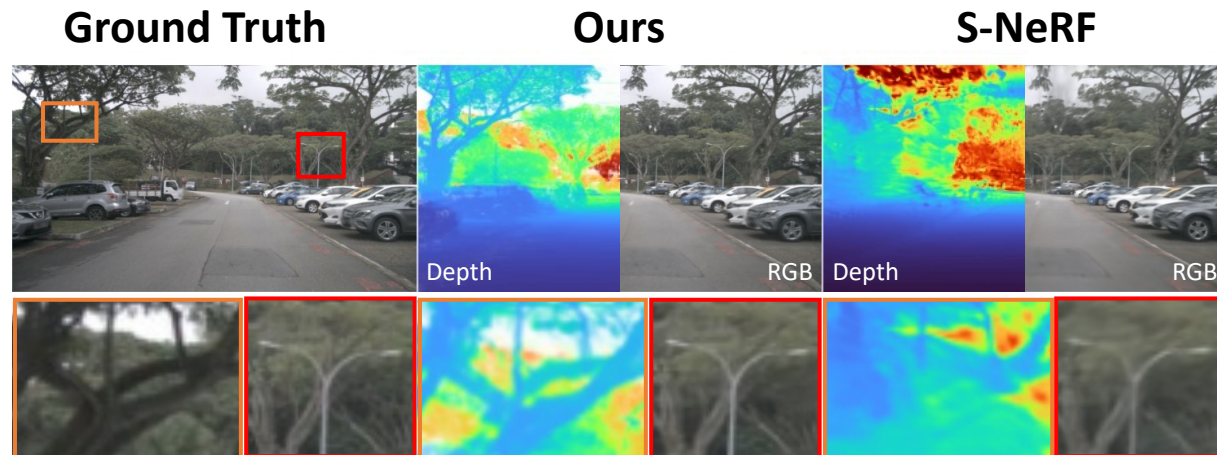 Ground Truth
Ours
S-NeRF
Depth
RGB
Depth
RGB